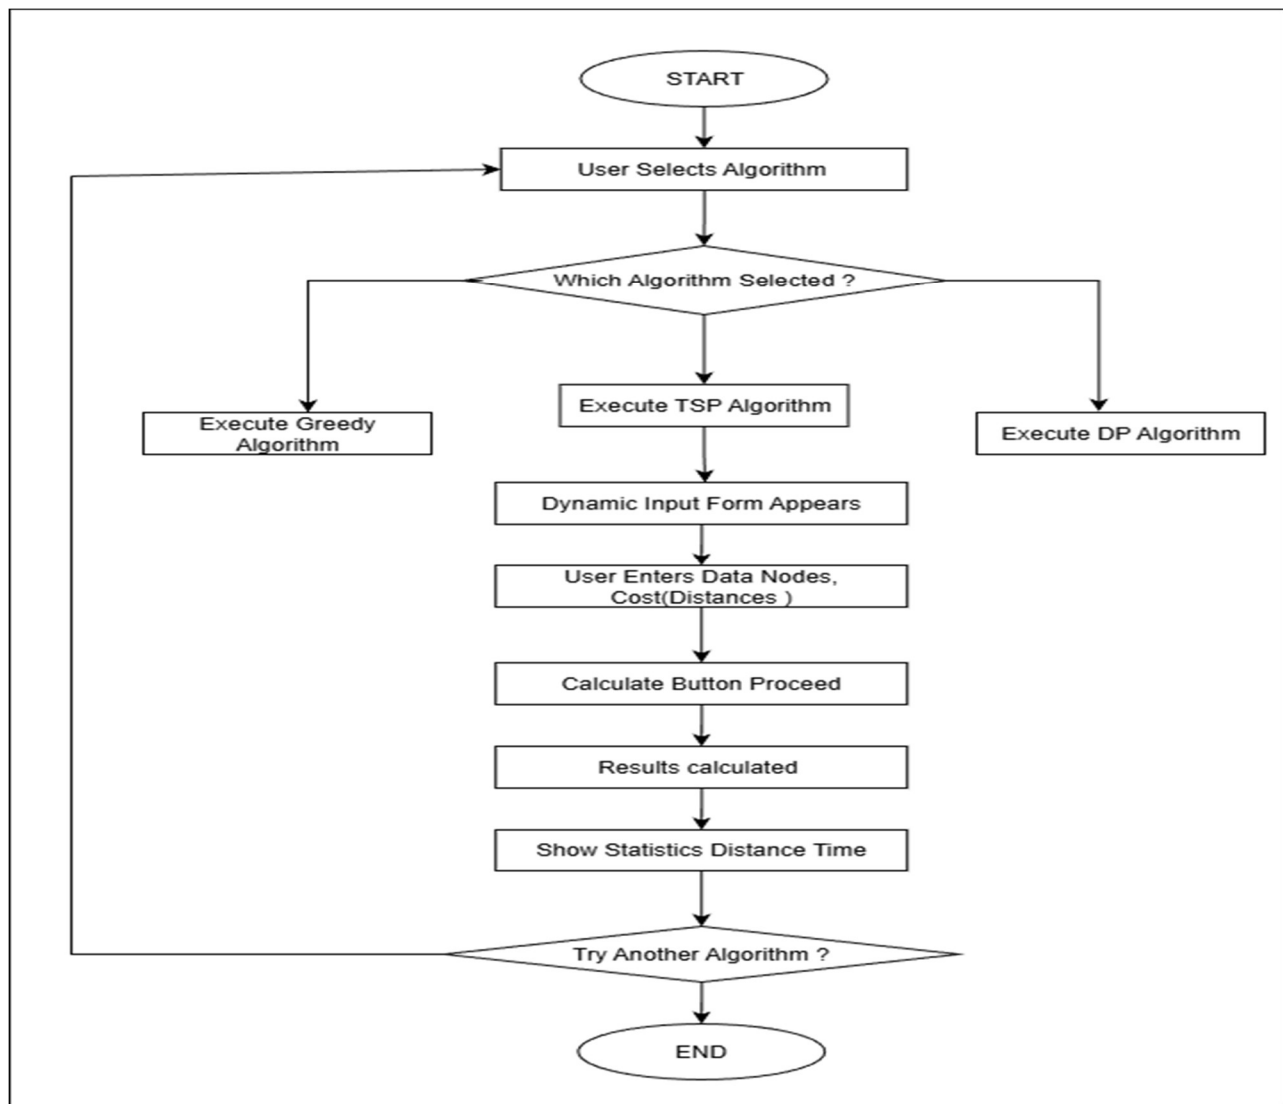 START
User Selects Algorithm
Which Algorithm Selected ?
Execute Greedy
Algorithm
Execute TSP Algorithm
Execute DP Algorithm
Dynamic Input Form Appears
User Enters Data Nodes,
Cost(Distances )
Calculate Button Proceed
Results calculated
Show Statistics Distance Time
Try Another Algorithm ?
END